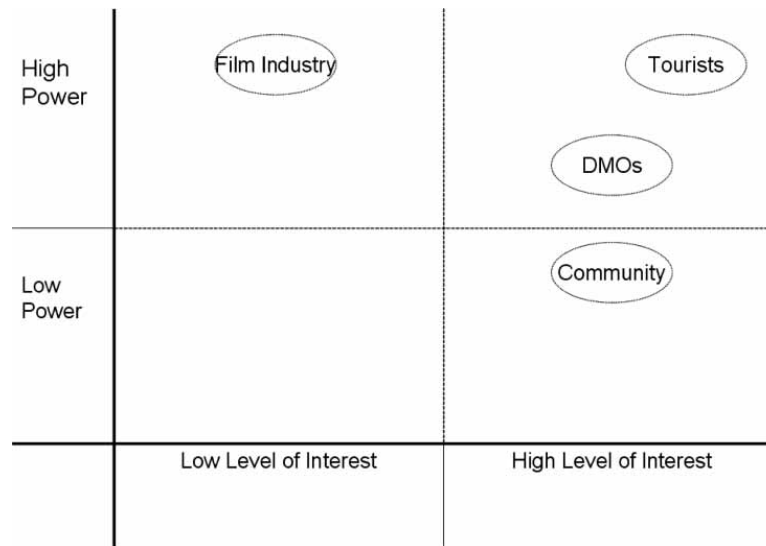 High
Power
Film Industry
Tourists
DMOs
Low
Power
Community
Low Level of Interest
High Level of Interest